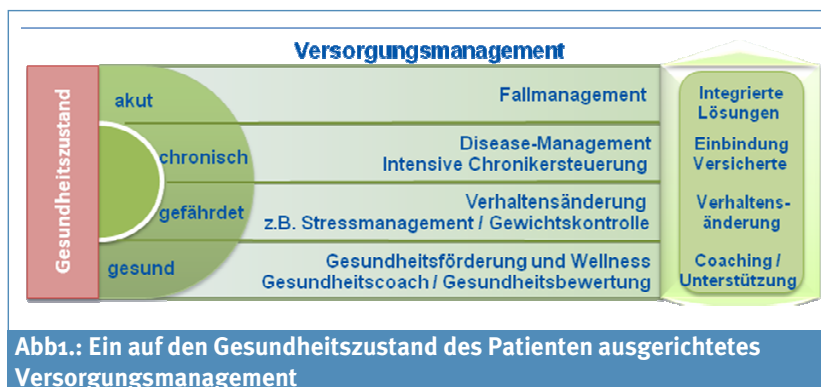 Versorgungsmanagement
Gesundheitszustand
akut
Fallmanagement
Integrierte
Lösungen
chronisch
Disease-Management
Intensive Chronikersteuerung
Einbindung
Versicherte
gefährdet
Verhaltensänderung
z.B. Stressmanagement / Gewichtskontrolle
Verhaltens-
änderung
gesund
Gesundheitsförderung und Wellness
Gesundheitscoach / Gesundheitsbewertung
Coaching /
Unterstützung
Abb1.: Ein auf den Gesundheitszustand des Patienten ausgerichtetes
Versorgungsmanagement